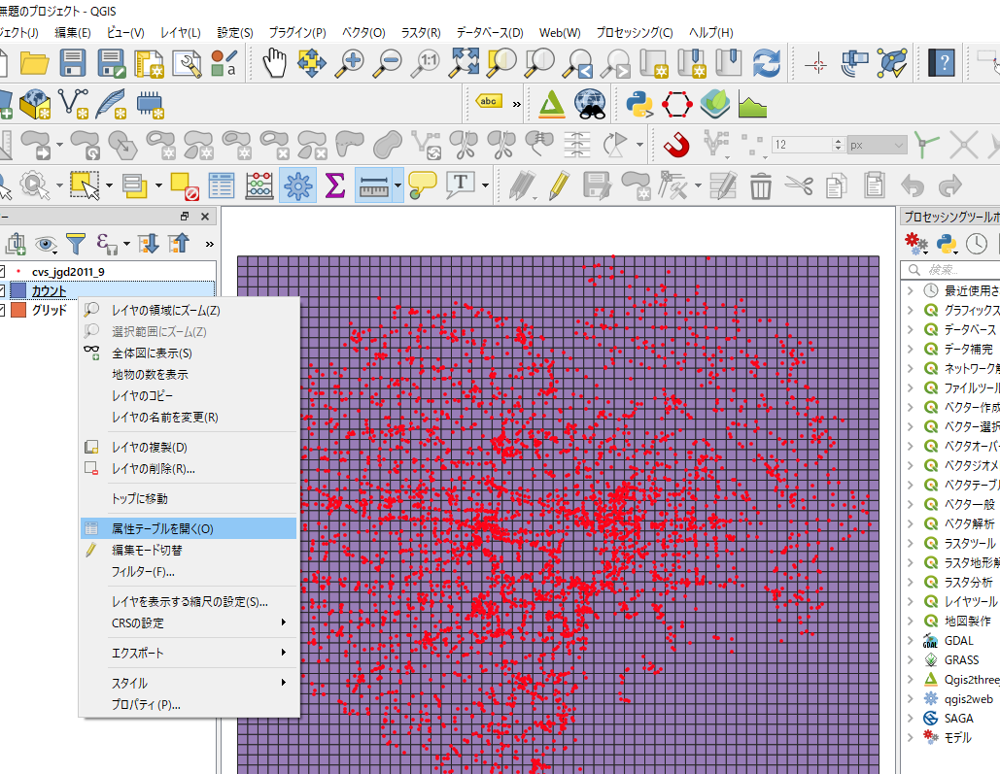 無題のプロジェクト - QGIS
ジェクト(J) 編集(E) ビュー(V) レイヤ(L) 設定(S) プラグイン(P) ベクタ(O) ラスタ(R) データベース(D) Web(W) プロセッシング(C) ヘルプ(H)
1:1
abc »
12 px
T
プロセッシングツールボ
»
検索...
cvs_jgd2011_9
カウント
グリッド
レイヤの領域にズーム(Z)
選択範囲にズーム(Z)
全体図に表示(S)
地物の数を表示
レイヤのコピー
レイヤの名前を変更(R)
レイヤの複製(D)
レイヤの削除(R)...
トップに移動
属性テーブルを開く(O)
編集モード切替
フィルター(F)...
レイヤを表示する縮尺の設定(S)...
CRSの設定
エクスポート
スタイル
プロパティ(P)...
最近使用さ
グラフィックス
データベース
データ補完
ネットワーク解
ファイルツール
ベクター作成
ベクター選択
ベクタオーバ
ベクタジオメ
ベクタテーブル
ベクタ一般
ベクタ解析
ラスタツール
ラスタ地形解
ラスタ分析
レイヤツール
地図製作
GDAL
GRASS
Qgis2three
qgis2web
SAGA
モデル